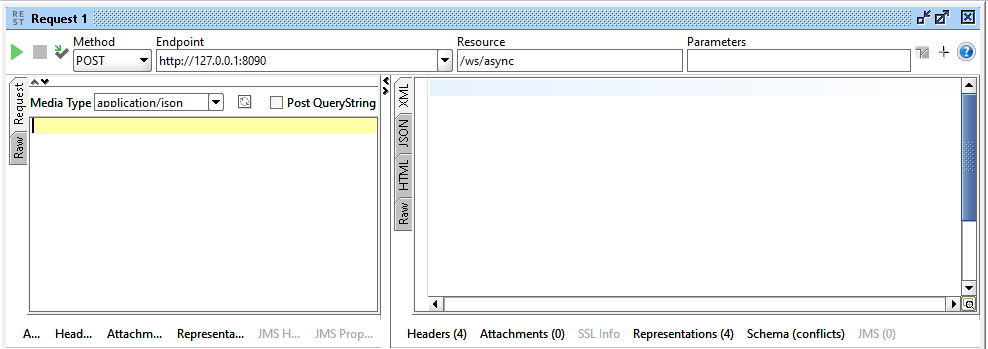 RE
ST
Request 1
Method
Endpoint
Resource
Parameters
POST
http://127.0.0.1:8090
/ws/async
Request
Raw
Media Type
application/json
Post QueryString
XML
JSON
HTML
Raw
A...
Head...
Attachm...
Representa...
JMS H...
JMS Prop...
Headers (4)
Attachments (0)
SSL Info
Representations (4)
Schema (conflicts)
JMS (0)